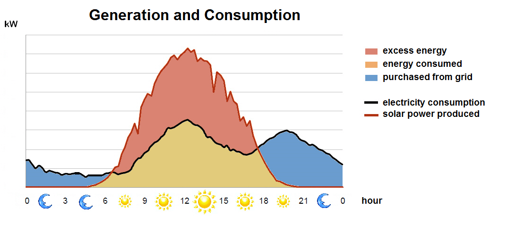 Generation and Consumption
kW
excess energy
energy consumed
purchased from grid
electricity consumption
solar power produced
0 3 6 9 12 15 18 21 0 hour